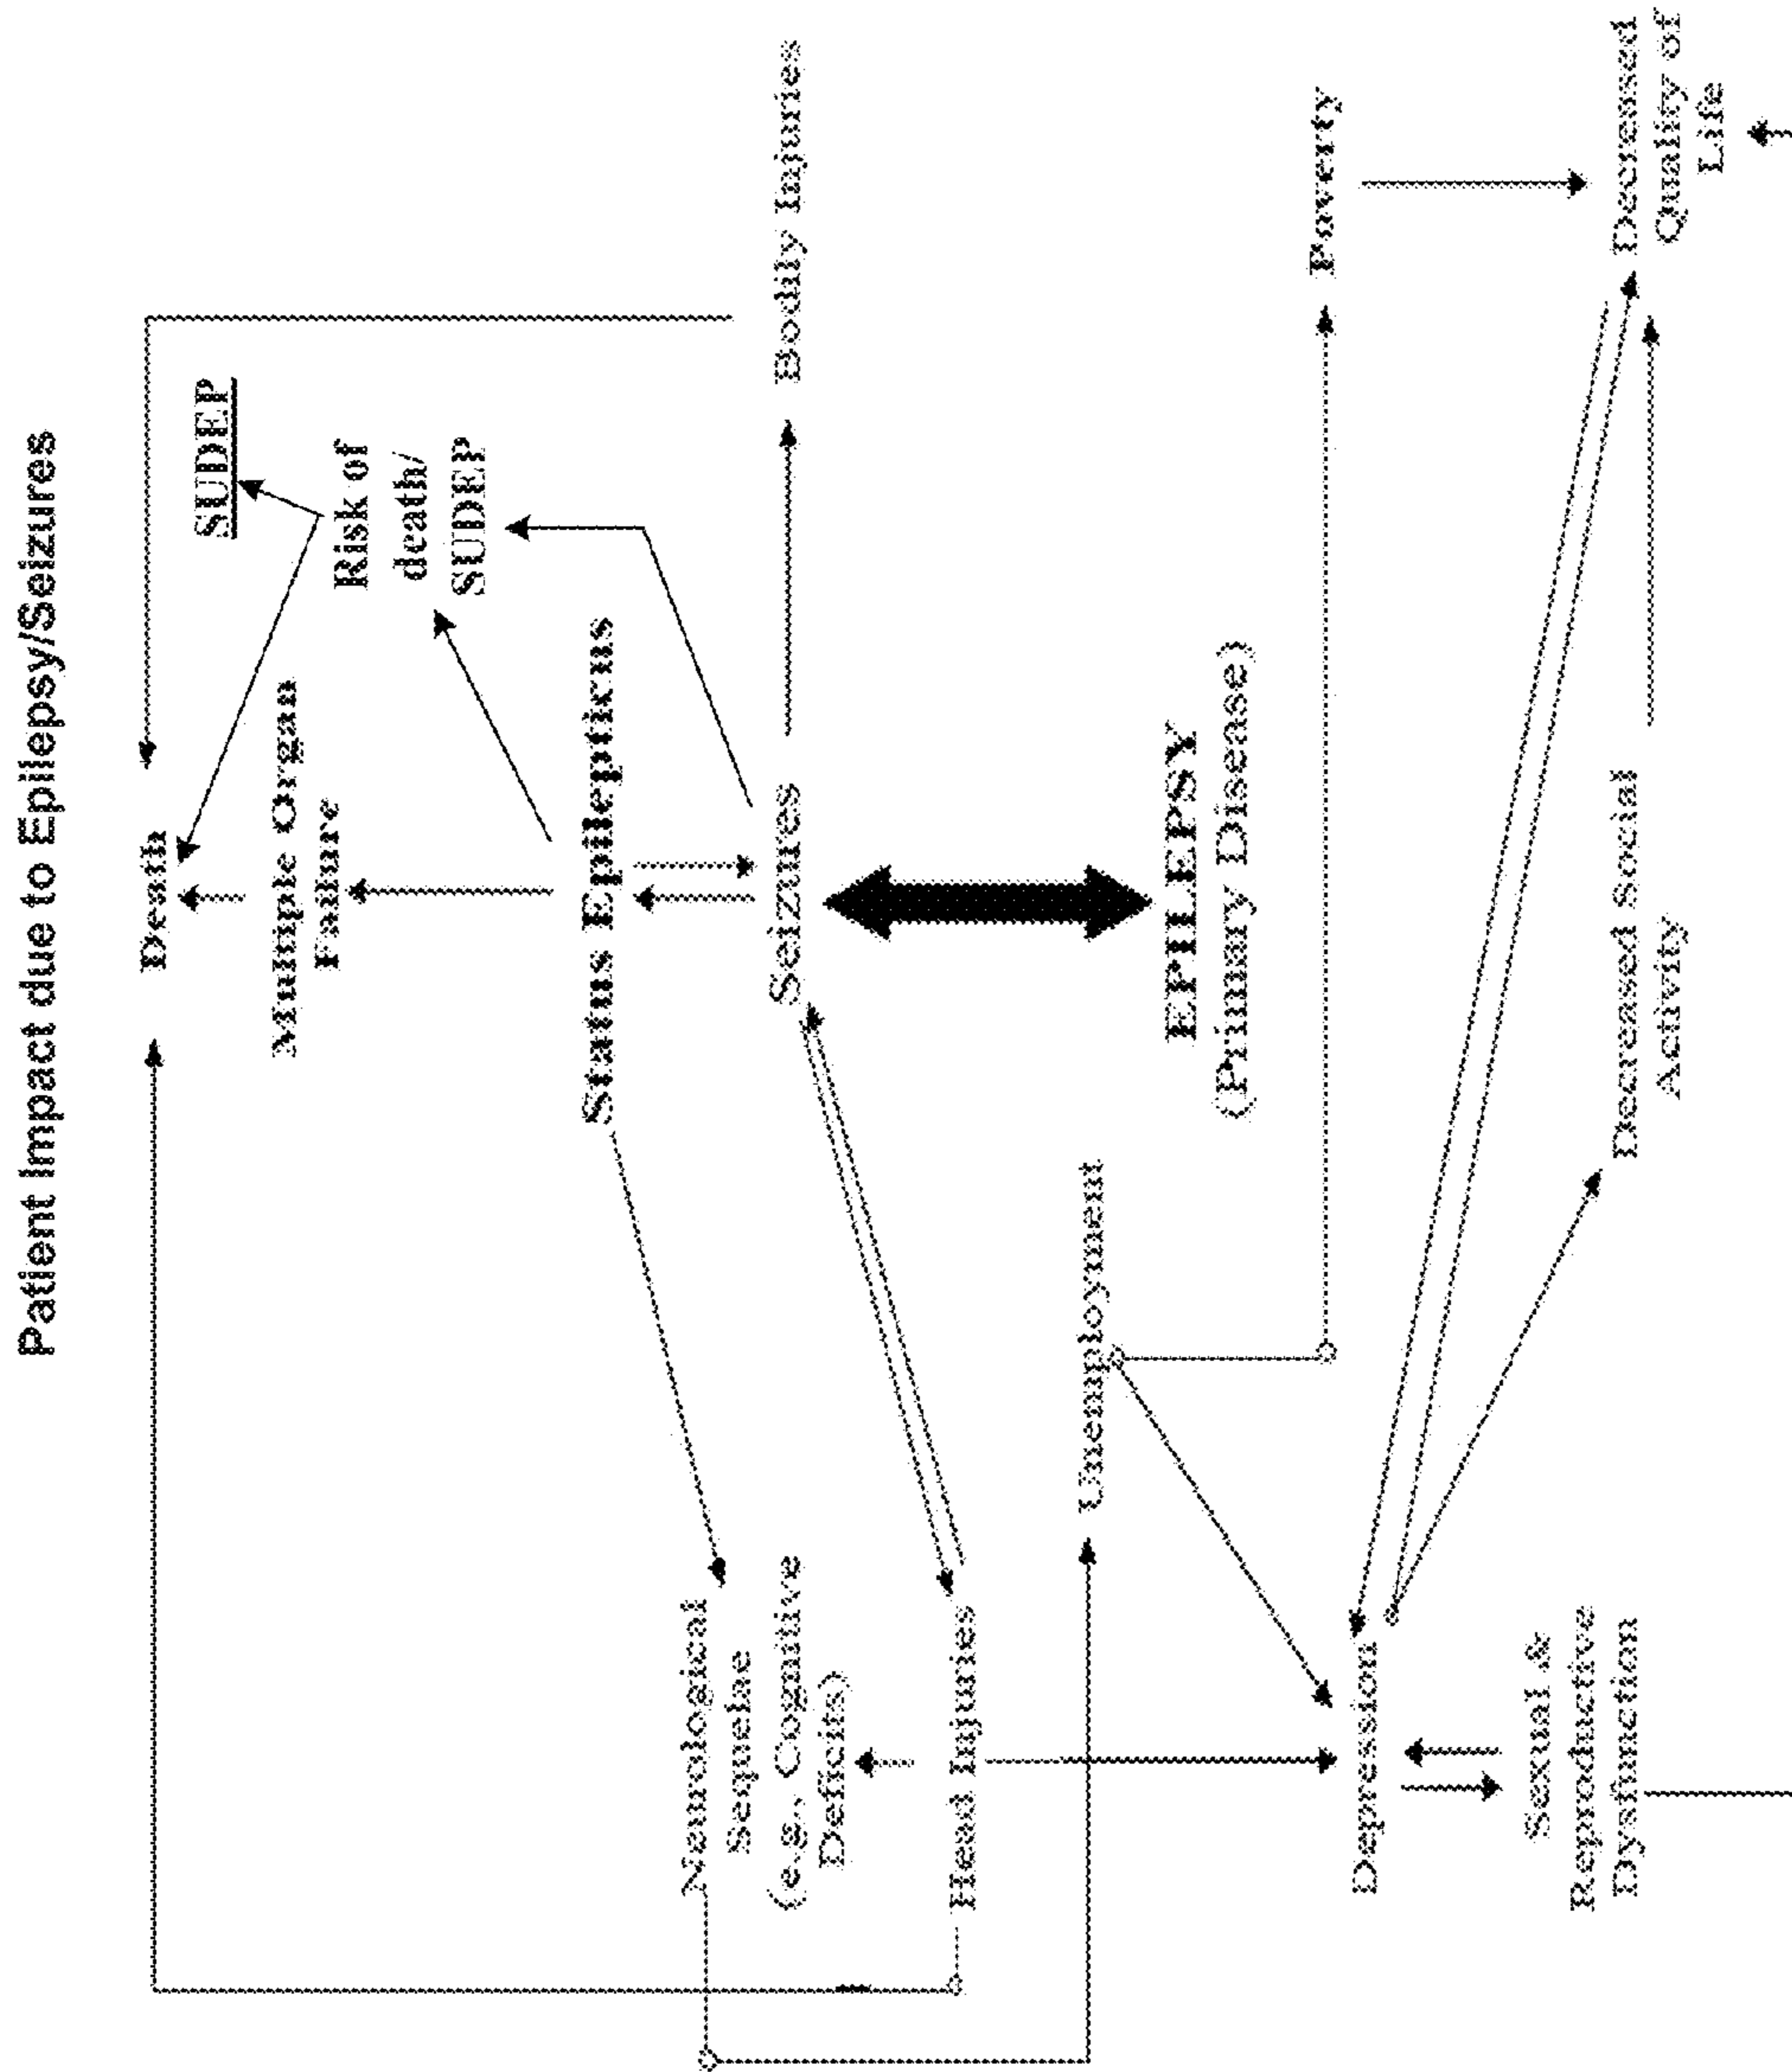 Patient Impact due to Epilepsy/Seizures
Death
SUDEP
Multiple Organ
Failure
Risk of
death/
SUDEP
Status Epilepticus
Neurological
Sequelae
(e.g., Cognitive
Deficits)
Seizures
Bodily Injuries
Head Injuries
Unemployment
EPILEPSY
(Primary Disease)
Poverty
Depression
Sexual &
Reproductive
Dysfunction
Decreased Social
Activity
Decreased
Quality of
Life